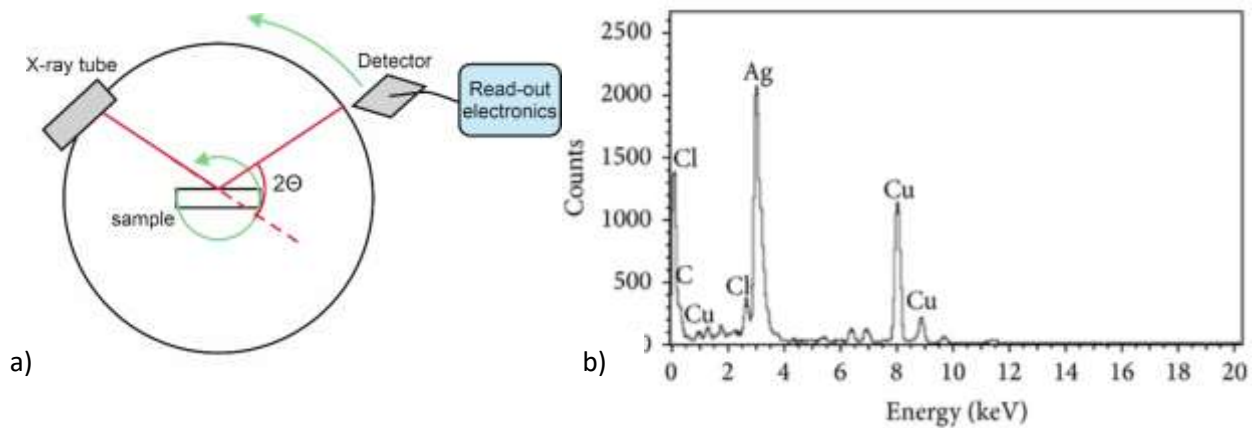 X-ray tube
Detector
Read-out
electronics
2Θ
sample
a)
b)
2500
2000
1500
1000
500
0
Counts
Cl
C
Cu
Cl
Ag
Cu
Cu
0 2 4 6 8 10 12 14 16 18 20
Energy (keV)